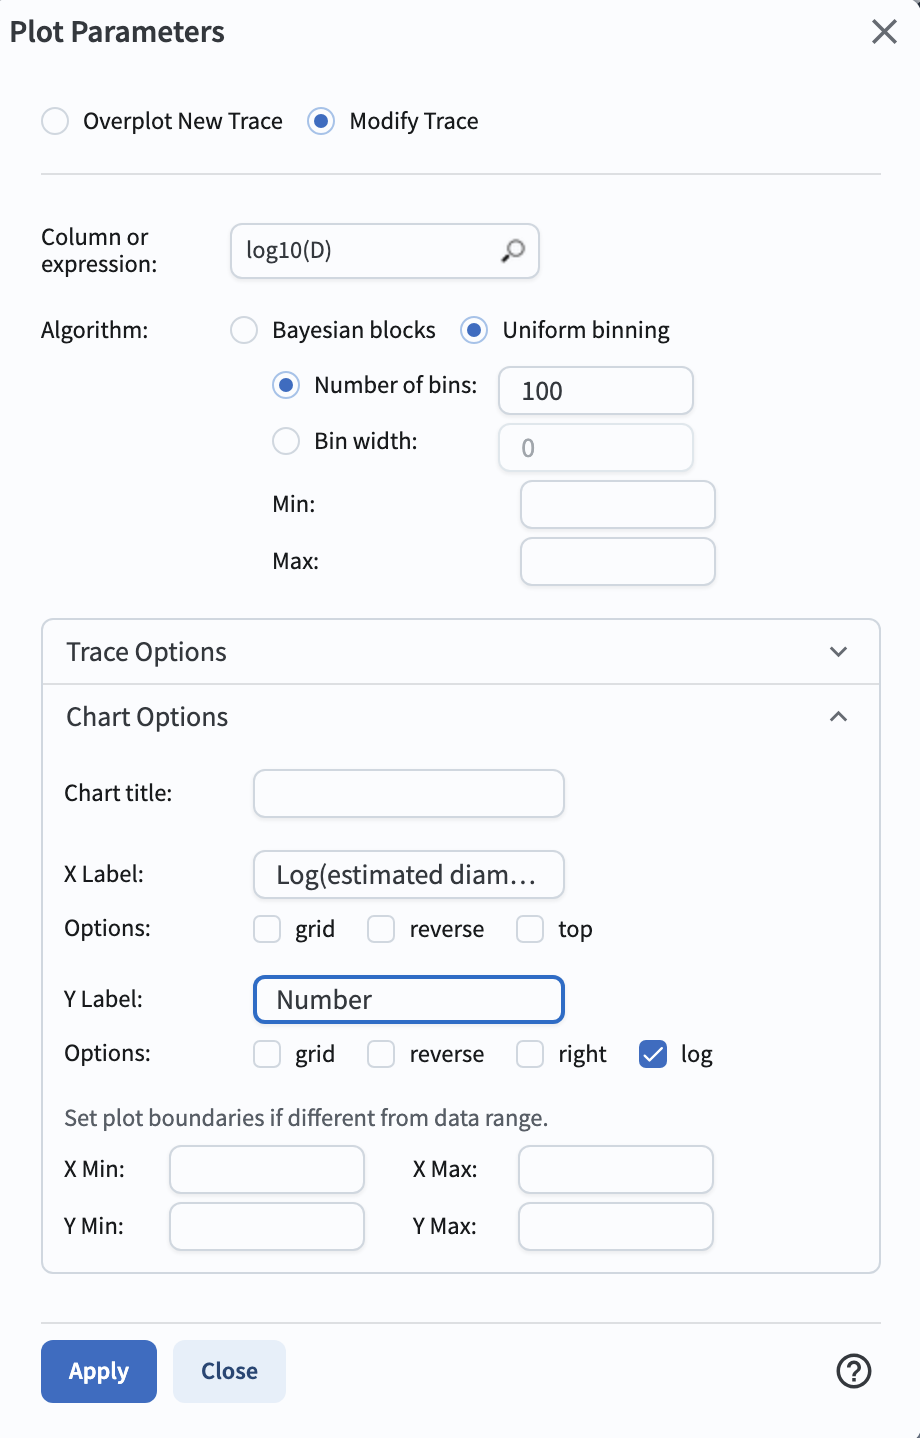 Plot Parameters
Overplot New Trace Modify Trace
Column or
expression:
log10(D)
Algorithm: Bayesian blocks Uniform binning
Number of bins: 100
Bin width: 0
Min:
Max:
Trace Options
Chart Options
Chart title:
X Label: Log(estimated diam...
Options: grid reverse top
Y Label: Number
Options: grid reverse right log
Set plot boundaries if different from data range.
X Min: X Max:
Y Min: Y Max:
Apply Close ?